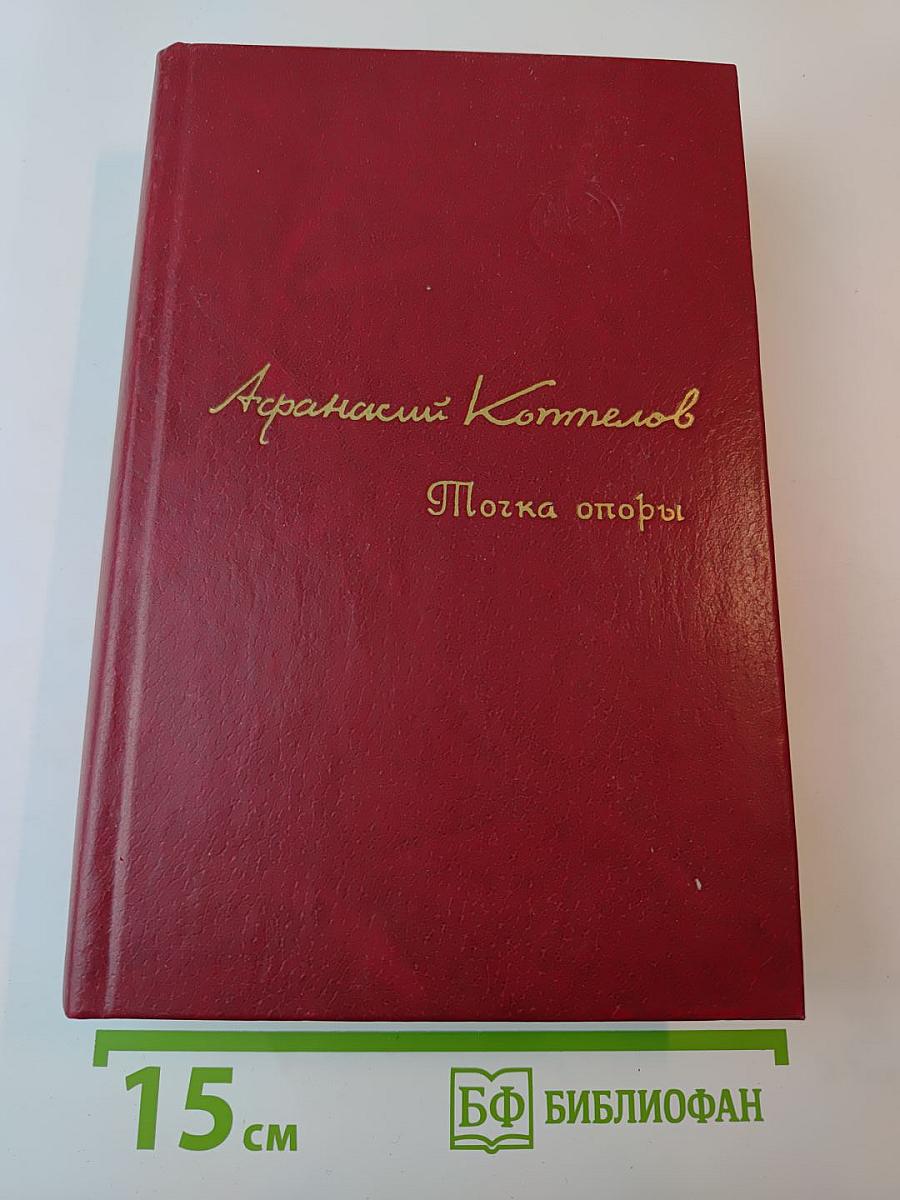 Афанасий Коптелов
Точка опоры
15 см
БФ БИБЛИОФАН